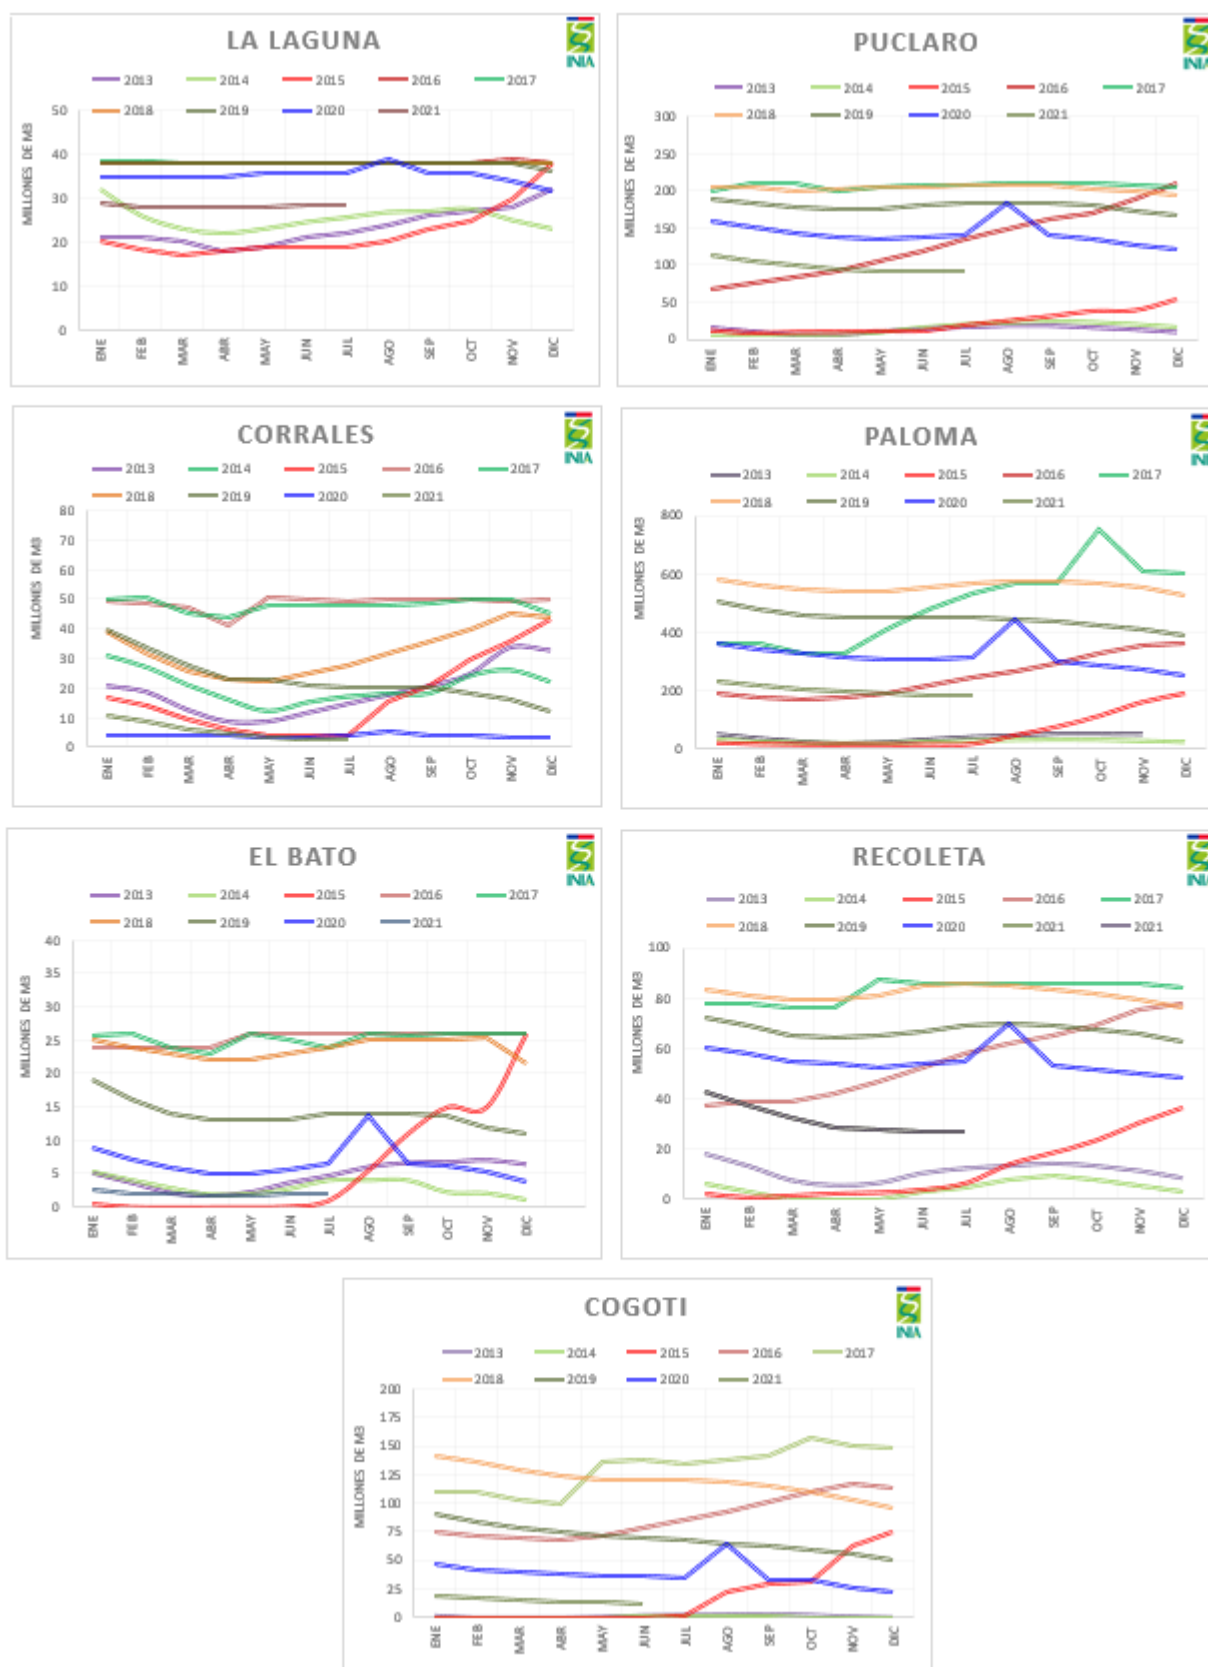 LA LAGUNA
INIA
2013 2014 2015 2016 2017
2018 2019 2020 2021
MILLONES DE M3
50
40
30
20
10
0
ENE FEB MAR ABR MAY JUN JUL AGO SEP OCT NOV DIC
PUCLARO
INIA
2013 2014 2015 2016 2017
2018 2019 2020 2021
MILLONES DE M3
300
250
200
150
100
50
0
ENE FEB MAR ABR MAY JUN JUL AGO SEP OCT NOV DIC
CORRALES
INIA
2013 2014 2015 2016 2017
2018 2019 2020 2021
MILLONES DE M3
80
70
60
50
40
30
20
10
0
ENE FEB MAR ABR MAY JUN JUL AGO SEP OCT NOV DIC
PALOMA
INIA
2013 2014 2015 2016 2017
2018 2019 2020 2021
MILLONES DE M3
800
600
400
200
0
ENE FEB MAR ABR MAY JUN JUL AGO SEP OCT NOV DIC
EL BATO
INIA
2013 2014 2015 2016 2017
2018 2019 2020 2021
MILLONES DE M3
40
35
30
25
20
15
10
5
0
ENE FEB MAR ABR MAY JUN JUL AGO SEP OCT NOV DIC
RECOLETA
INIA
2013 2014 2015 2016 2017
2018 2019 2020 2021 2021
MILLONES DE M3
100
80
60
40
20
0
ENE FEB MAR ABR MAY JUN JUL AGO SEP OCT NOV DIC
COGOTI
INIA
2013 2014 2015 2016 2017
2018 2019 2020 2021
MILLONES DE M3
200
175
150
125
100
75
50
25
0
ENE FEB MAR ABR MAY JUN JUL AGO SEP OCT NOV DIC